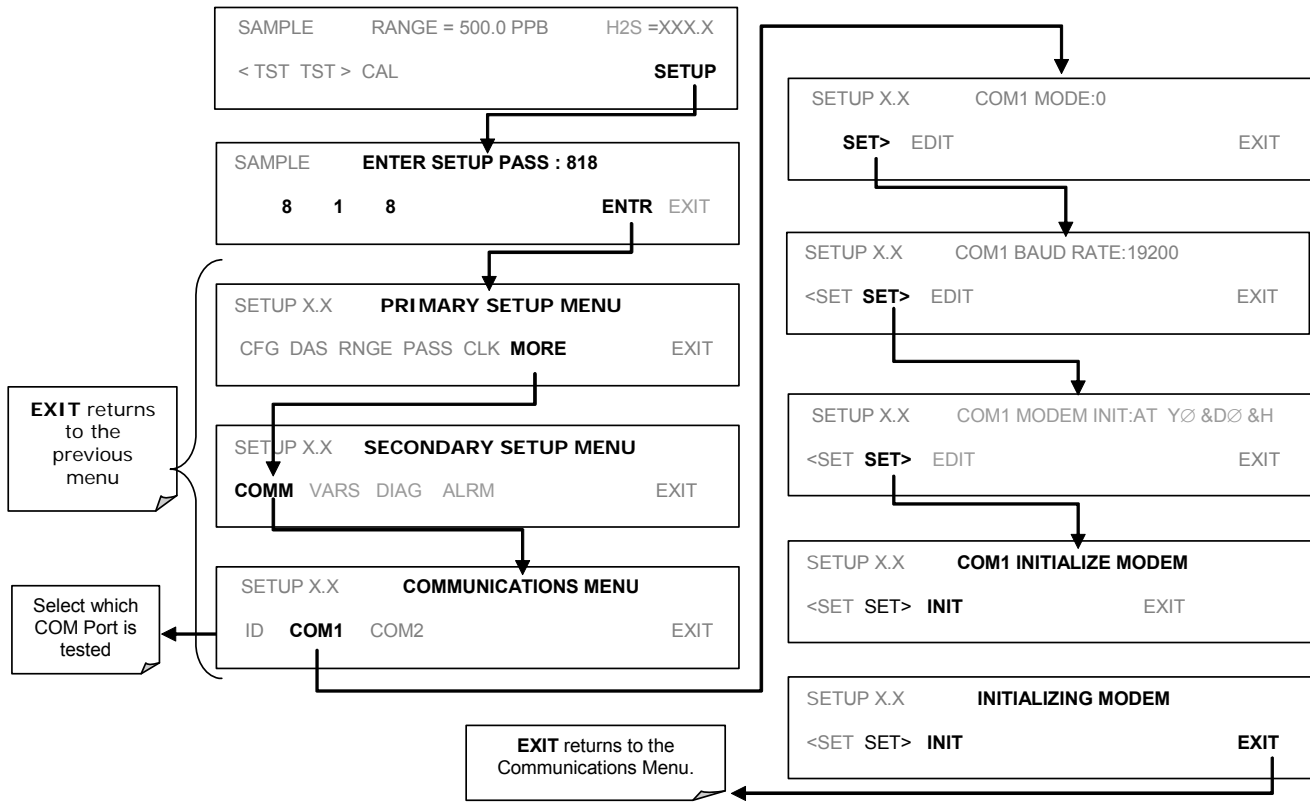 SAMPLE RANGE = 500.0 PPB H2S =XXX.X
< TST TST > CAL SETUP
SAMPLE ENTER SETUP PASS : 818
8 1 8 ENTR EXIT
SETUP X.X PRIMARY SETUP MENU
CFG DAS RNGE PASS CLK MORE EXIT
EXIT returns
to the
previous
menu
SETUP X.X SECONDARY SETUP MENU
COMM VARS DIAG ALRM EXIT
Select which
COM Port is
tested
SETUP X.X COMMUNICATIONS MENU
ID COM1 COM2 EXIT
SETUP X.X COM1 MODE:0
SET> EDIT EXIT
SETUP X.X COM1 BAUD RATE:19200
<SET SET> EDIT EXIT
SETUP X.X COM1 MODEM INIT:AT Y∅ &D∅ &H
<SET SET> EDIT EXIT
SETUP X.X COM1 INITIALIZE MODEM
<SET SET> INIT EXIT
SETUP X.X INITIALIZING MODEM
<SET SET> INIT EXIT
EXIT returns to the
Communications Menu.